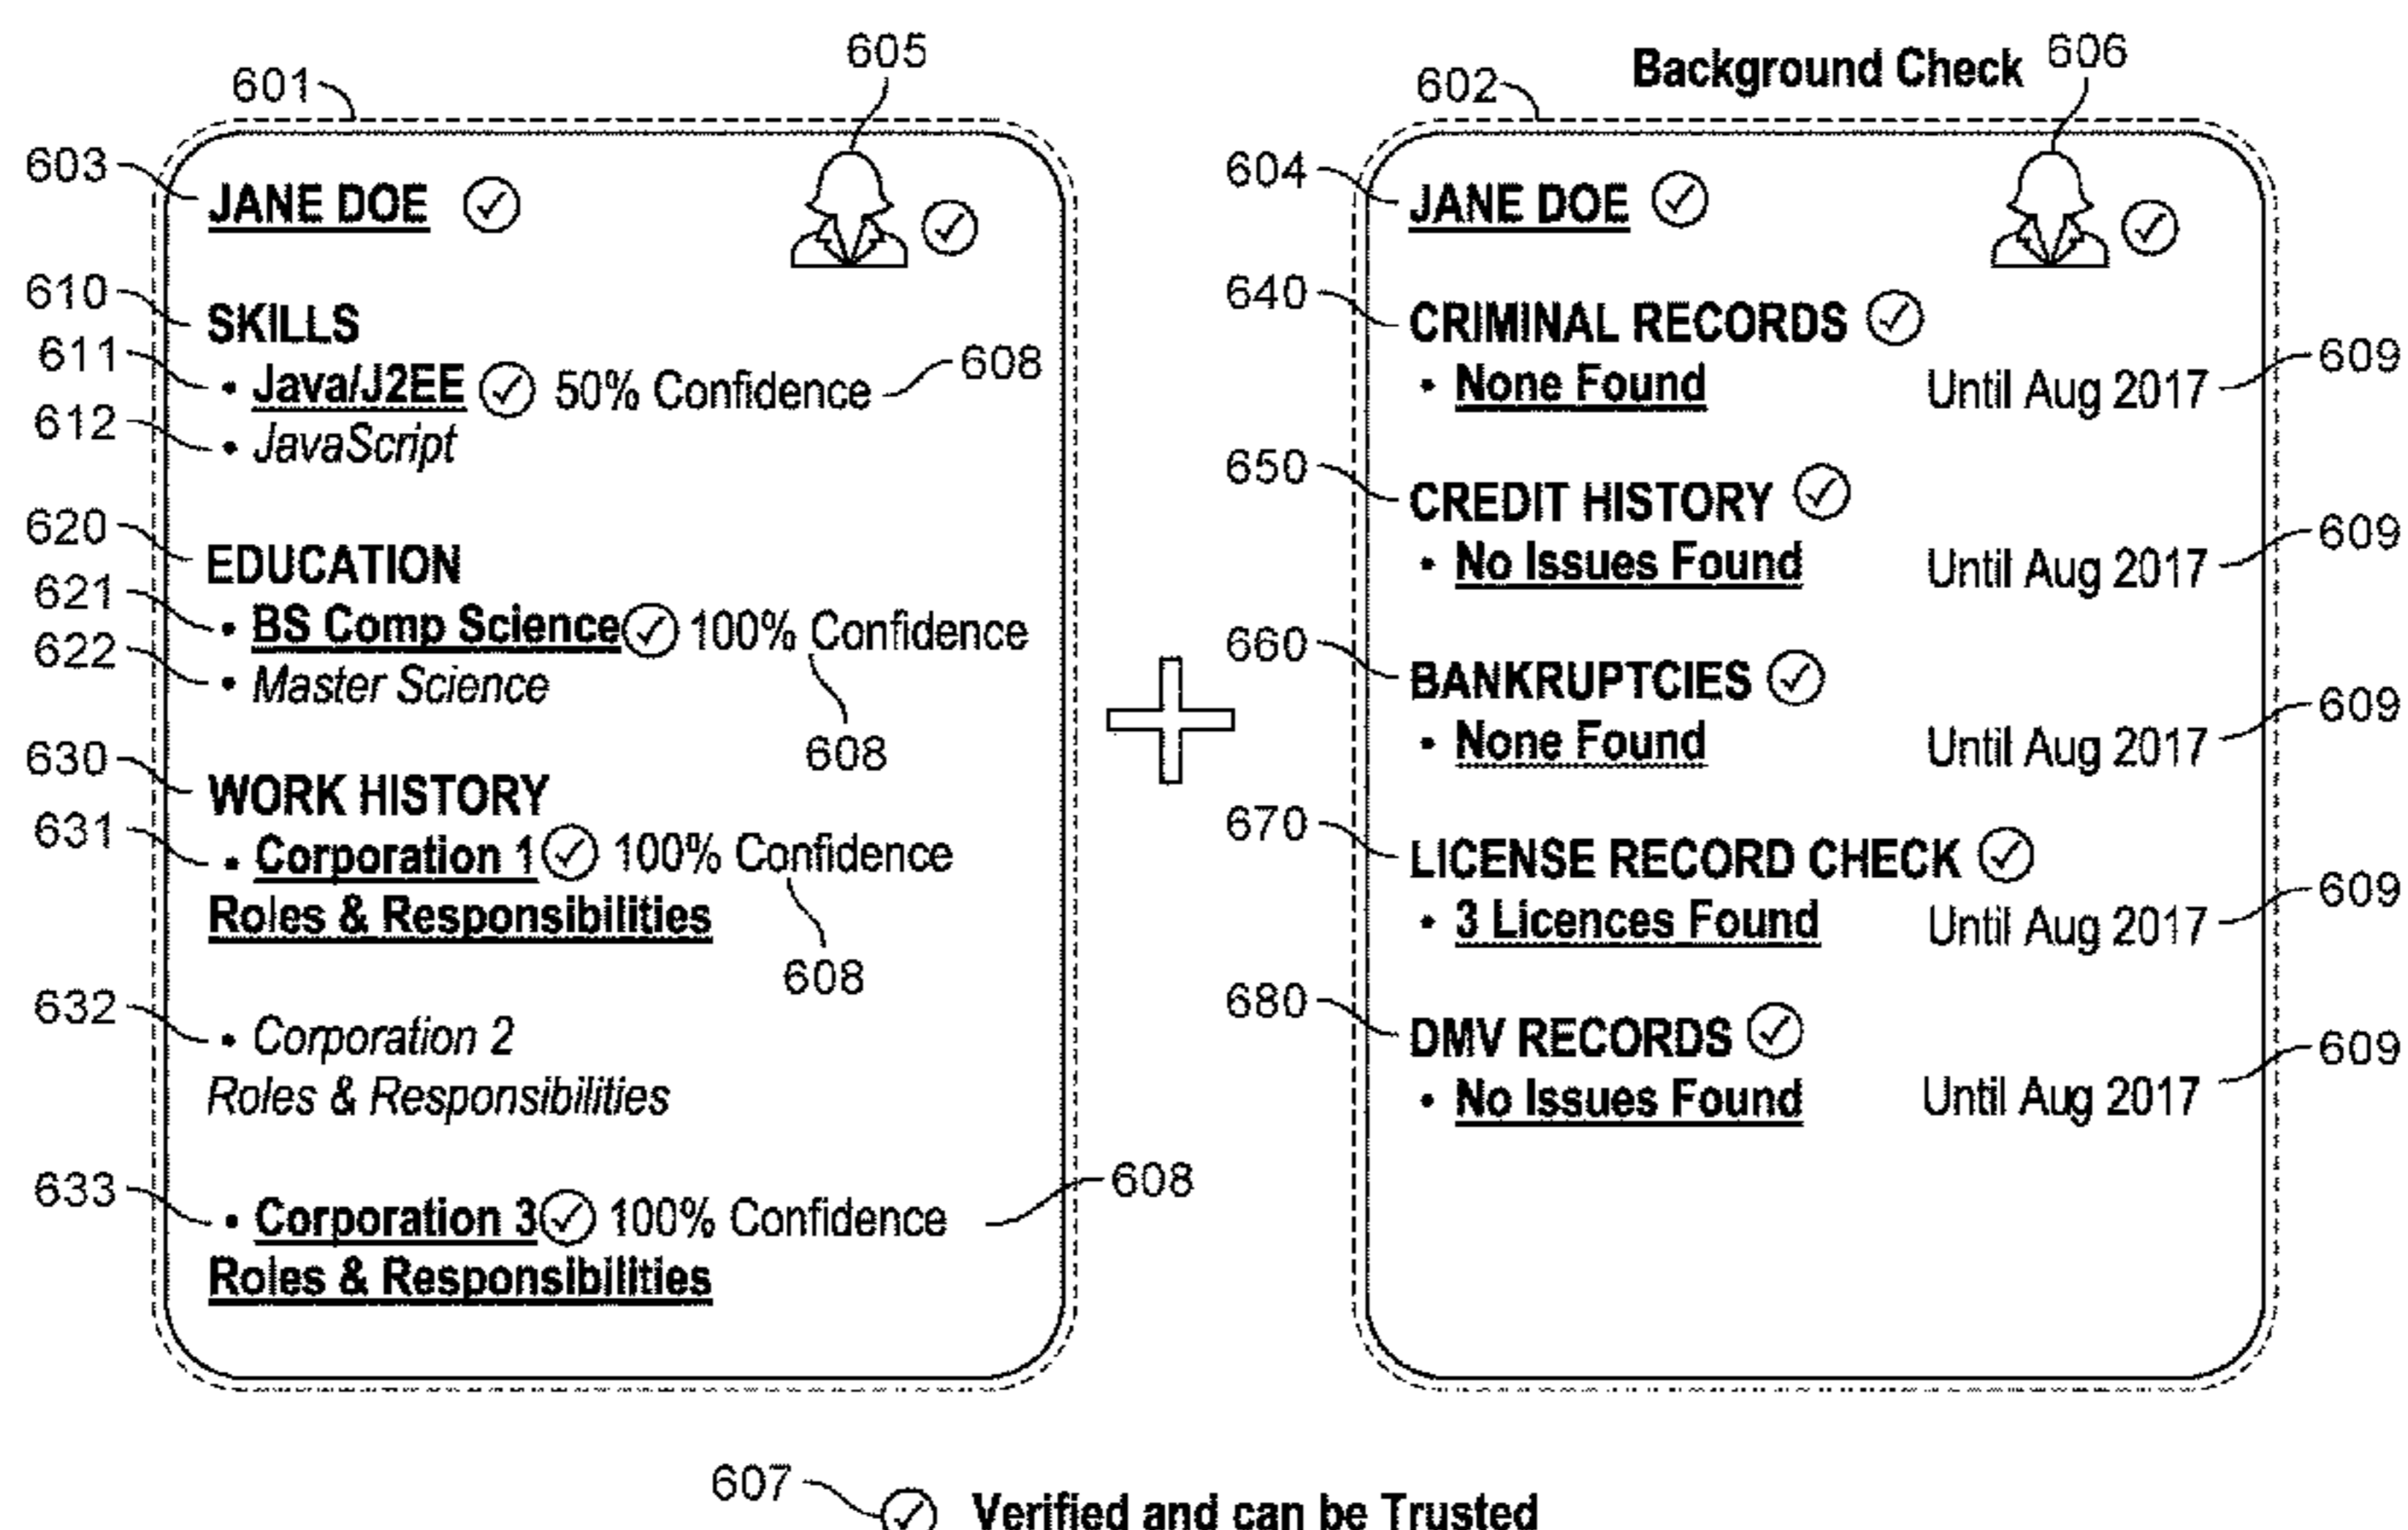 605
601
603
JANE DOE
610
SKILLS
611
Java/J2EE 50% Confidence
608
612
JavaScript
620
EDUCATION
621
BS Comp Science 100% Confidence
622
Master Science
608
630
WORK HISTORY
631
Corporation 1 100% Confidence
Roles & Responsibilities
608
632
Corporation 2
Roles & Responsibilities
633
608
Corporation 3 100% Confidence
Roles & Responsibilities
Background Check
606
602
604
JANE DOE
640
CRIMINAL RECORDS
609
None Found Until Aug 2017
650
CREDIT HISTORY
609
No Issues Found Until Aug 2017
660
BANKRUPTCIES
609
None Found Until Aug 2017
670
LICENSE RECORD CHECK
609
3 Licences Found Until Aug 2017
680
DMV RECORDS
609
No Issues Found Until Aug 2017
607
Verified and can be Trusted